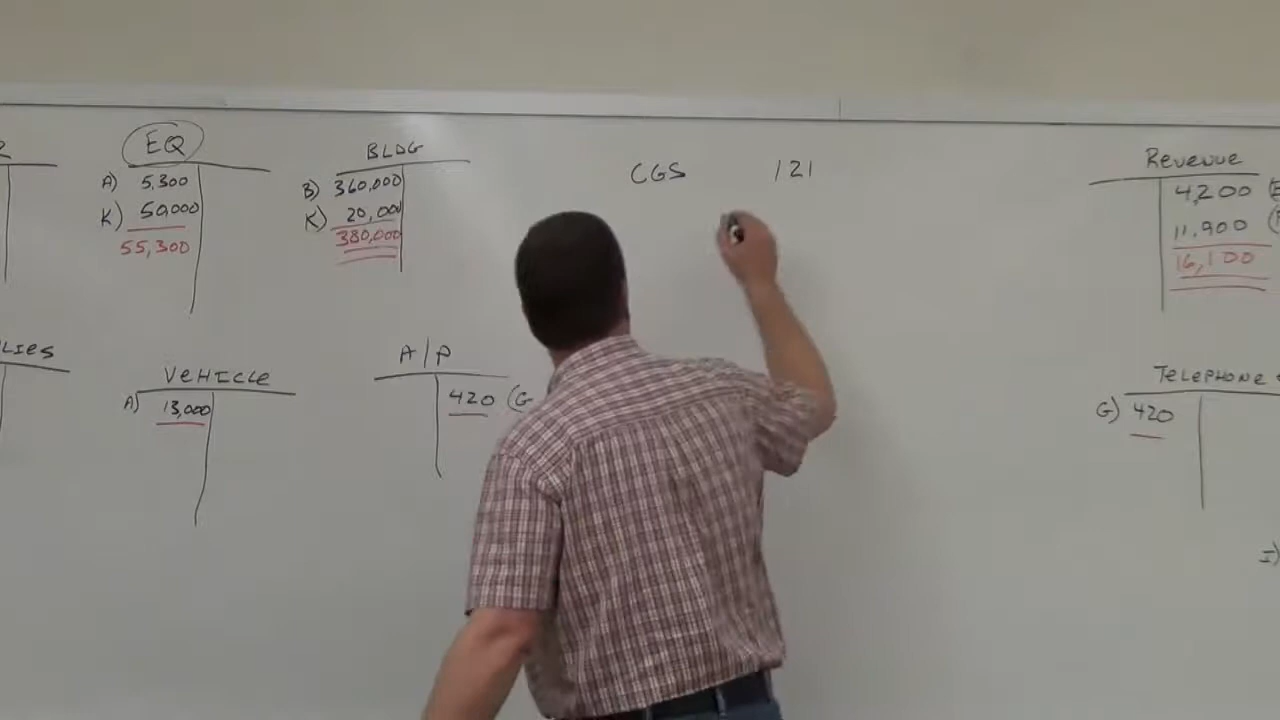 EQ
A) 5,300
K) 50,000
55,300
BLDG
B) 360,000
K) 20,000
380,000
CGS 121
Revenue
4,200
11,900
16,100
LIES
VEHICLE
A) 13,000
A/P
420 (G
TELEPHONE
G) 420
I)